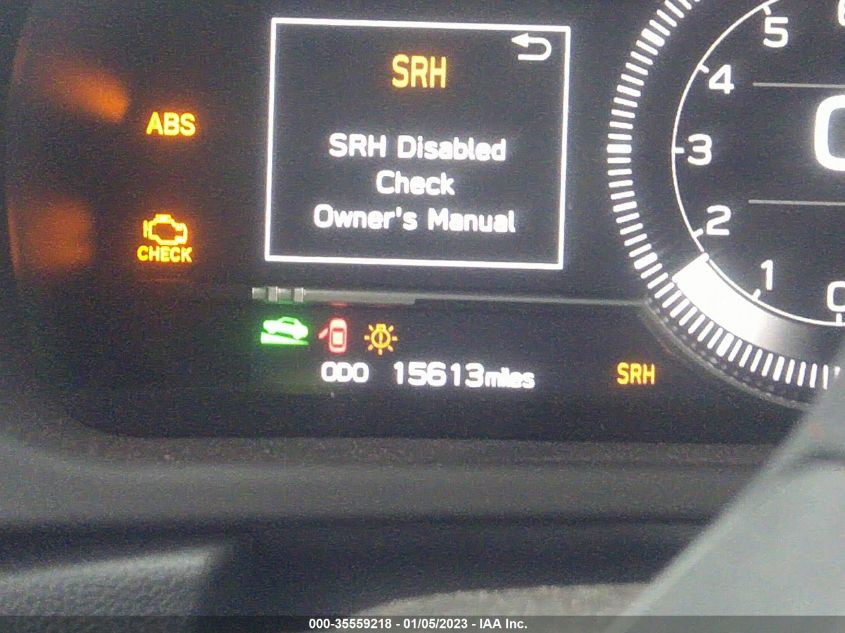 SRH
SRH Disabled
Check
Owner's Manual
ABS
CHECK
5
4
3
2
1
0
ODO 15613miles
SRH
000-35559218 - 01/05/2023 - IAA Inc.